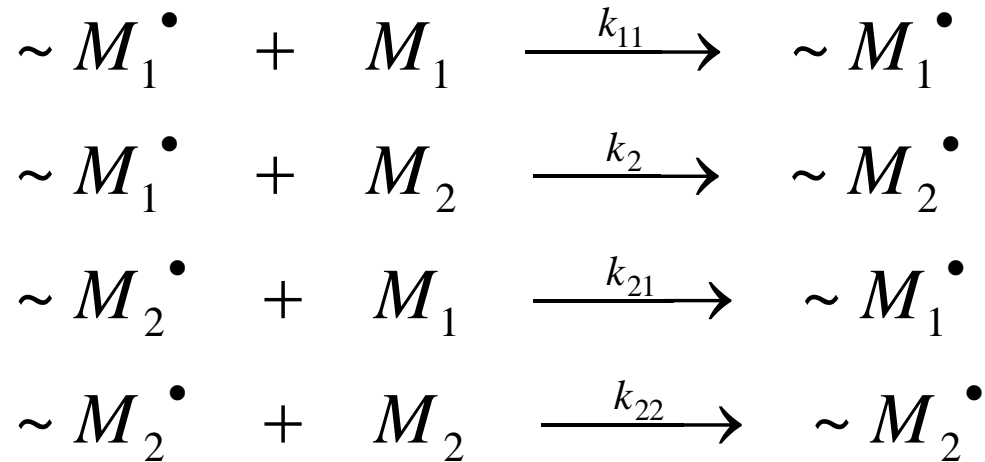 ~ M₁• + M₁ —k₁₁→ ~ M₁•
~ M₁• + M₂ —k₂→ ~ M₂•
~ M₂• + M₁ —k₂₁→ ~ M₁•
~ M₂• + M₂ —k₂₂→ ~ M₂•